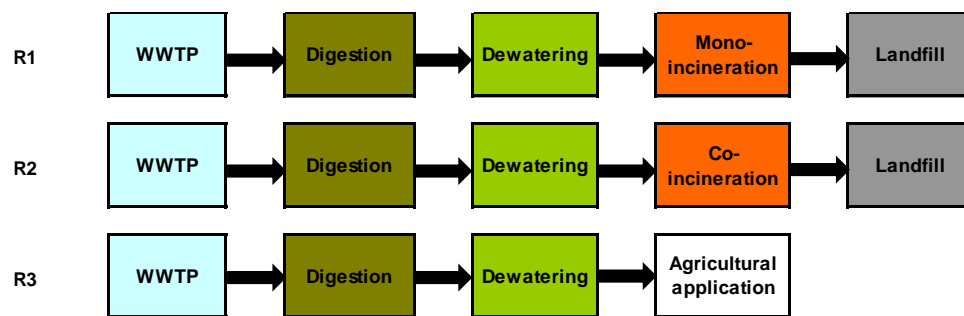 R1
WWTP
Digestion
Dewatering
Mono-
incineration
Landfill
R2
WWTP
Digestion
Dewatering
Co-
incineration
Landfill
R3
WWTP
Digestion
Dewatering
Agricultural
application